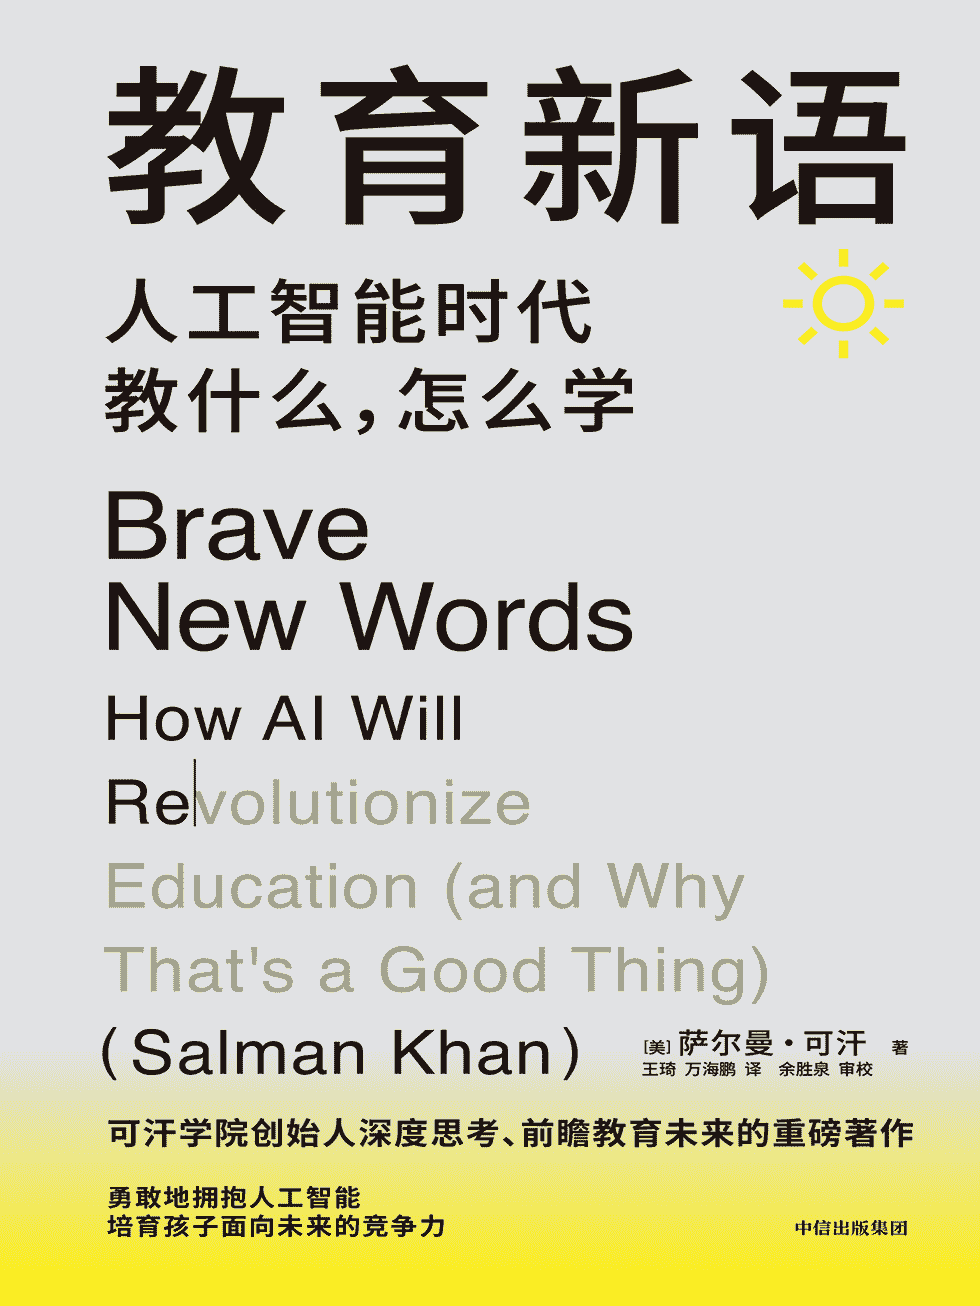 教育新语
人工智能时代
教什么，怎么学
Brave
New Words
How AI Will
Revolutionize
Education (and Why
That's a Good Thing)
(Salman Khan)
[美] 萨尔曼·可汗 著
王琦 万海鹏 译 余胜泉 审校
可汗学院创始人深度思考、前瞻教育未来的重磅著作
勇敢地拥抱人工智能
培育孩子面向未来的竞争力
中信出版集团